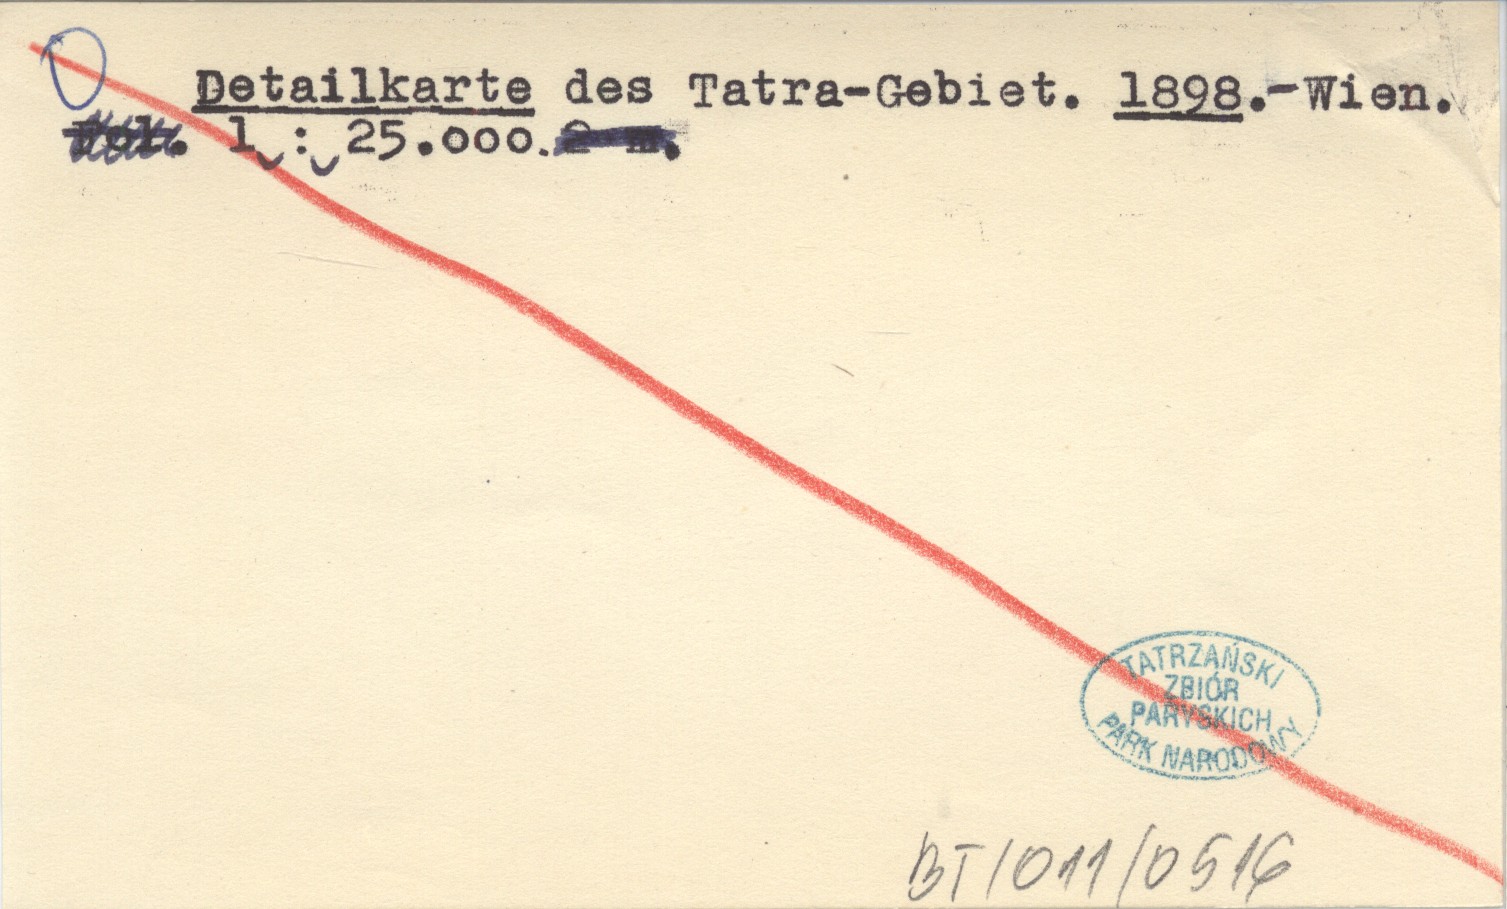 Detailkarte des Tatra-Gebiet. 1898.-Wien.
1 : 25.000.
TATRZAŃSKI
ZBIÓR
PARYSKICH
PARK NARODOWY
BT/011/0516